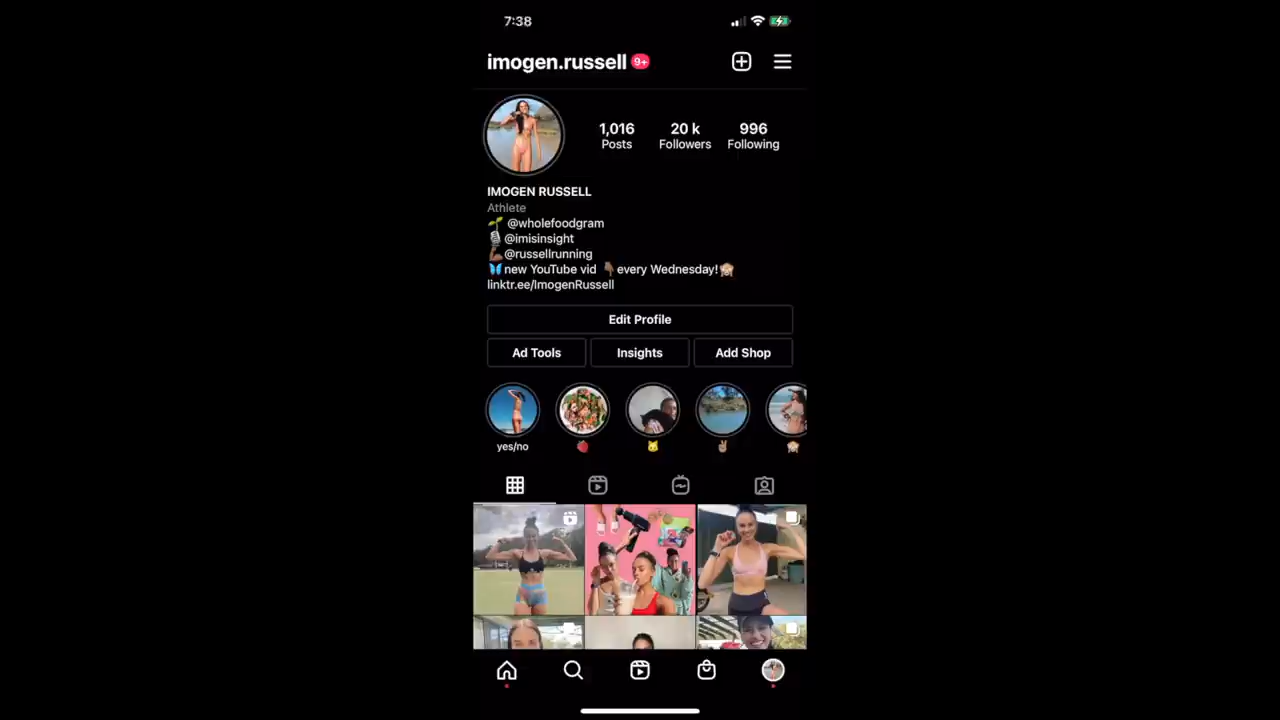 7:38
imogen.russell 9+
1,016 20 k 996
Posts Followers Following
IMOGEN RUSSELL
Athlete
🌱 @wholefoodgram
🎙️@imisinsight
💪🏾@russellrunning
🦋new YouTube vid 👇🏾every Wednesday!🙈
linktr.ee/ImogenRussell
Edit Profile
Ad Tools Insights Add Shop
yes/no 🍓 🐱 ✌🏽 🙈